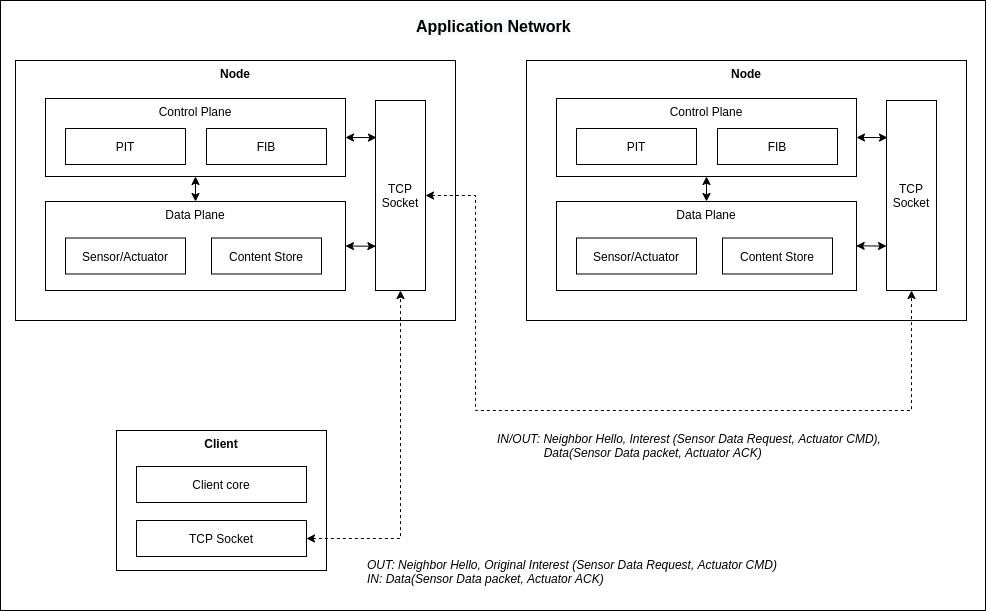 Application Network
Node
Control Plane
PIT
FIB
TCP
Socket
Data Plane
Sensor/Actuator
Content Store
Node
Control Plane
PIT
FIB
TCP
Socket
Data Plane
Sensor/Actuator
Content Store
IN/OUT: Neighbor Hello, Interest (Sensor Data Request, Actuator CMD),
Data(Sensor Data packet, Actuator ACK)
Client
Client core
TCP Socket
OUT: Neighbor Hello, Original Interest (Sensor Data Request, Actuator CMD)
IN: Data(Sensor Data packet, Actuator ACK)